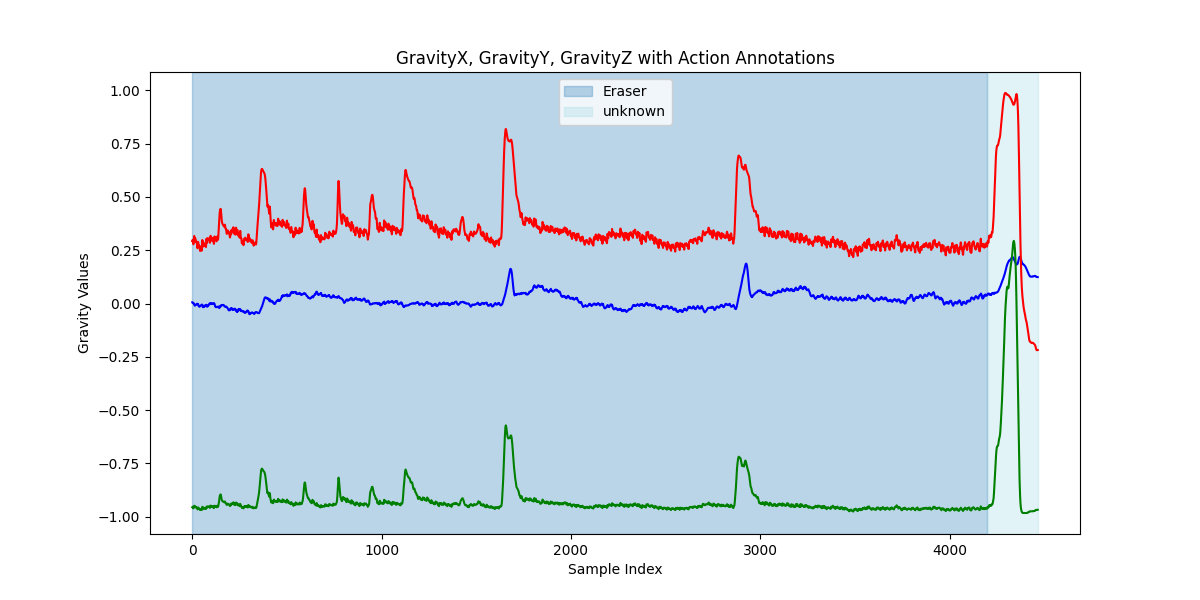 GravityX, GravityY, GravityZ with Action Annotations
Eraser
unknown
1.00
0.75
0.50
0.25
0.00
−0.25
−0.50
−0.75
−1.00
Gravity Values
0
1000
2000
3000
4000
Sample Index